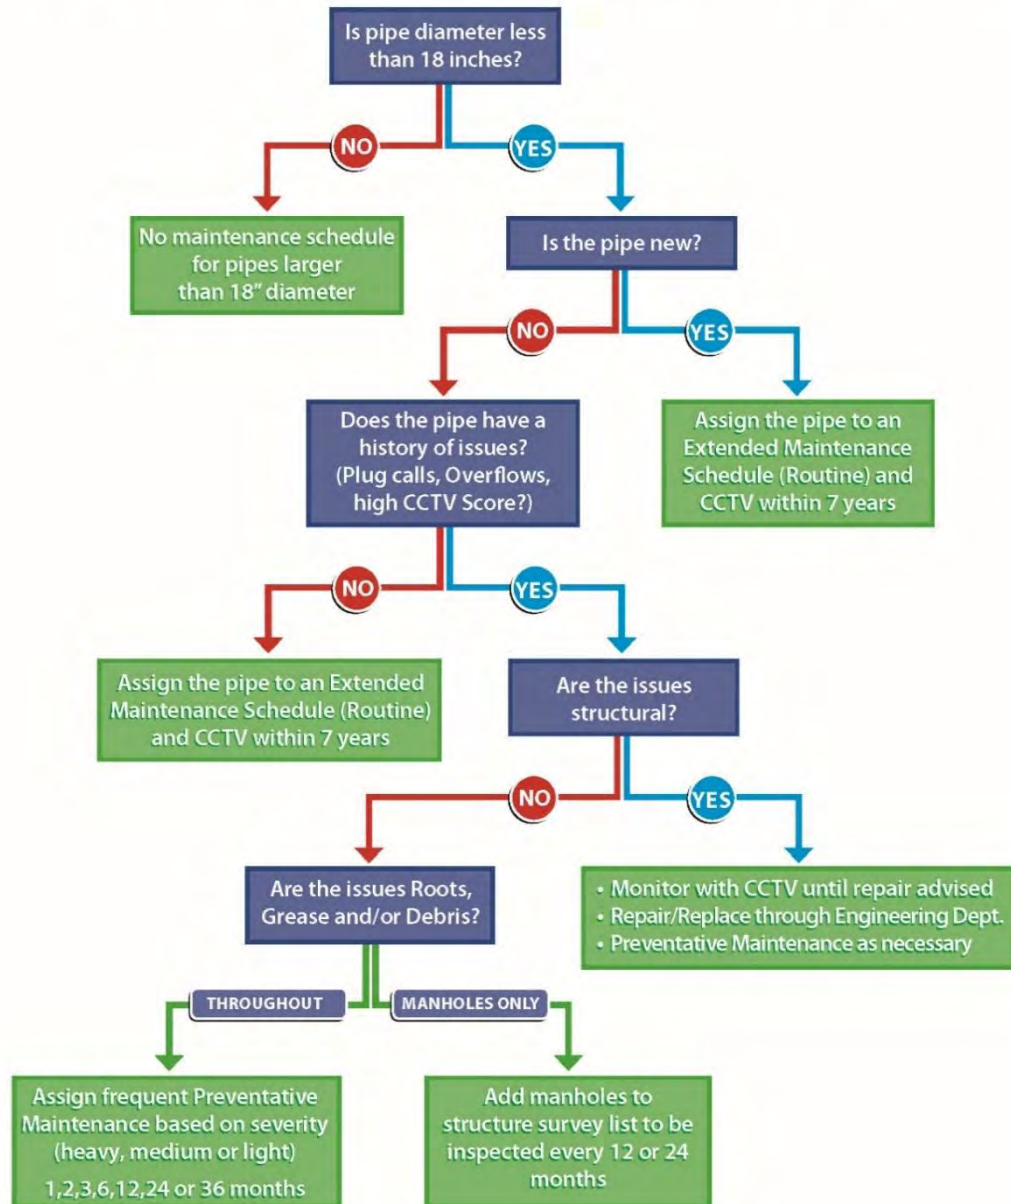 Is pipe diameter less
than 18 inches?
NO
YES
No maintenance schedule
for pipes larger
than 18" diameter
Is the pipe new?
NO
YES
Does the pipe have a
history of issues?
(Plug calls, Overflows,
high CCTV Score?)
Assign the pipe to an
Extended Maintenance
Schedule (Routine) and
CCTV within 7 years
NO
YES
Assign the pipe to an Extended
Maintenance Schedule (Routine)
and CCTV within 7 years
Are the issues
structural?
NO
YES
Are the issues Roots,
Grease and/or Debris?
• Monitor with CCTV until repair advised
• Repair/Replace through Engineering Dept.
• Preventative Maintenance as necessary
THROUGHOUT
MANHOLES ONLY
Assign frequent Preventative
Maintenance based on severity
(heavy, medium or light)
1,2,3,6,12,24 or 36 months
Add manholes to
structure survey list to be
inspected every 12 or 24
months